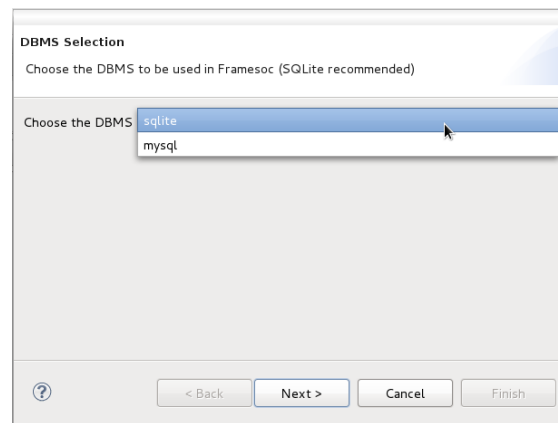 DBMS Selection
Choose the DBMS to be used in Framesoc (SQLite recommended)
Choose the DBMS sqlite
mysql
? < Back Next > Cancel Finish